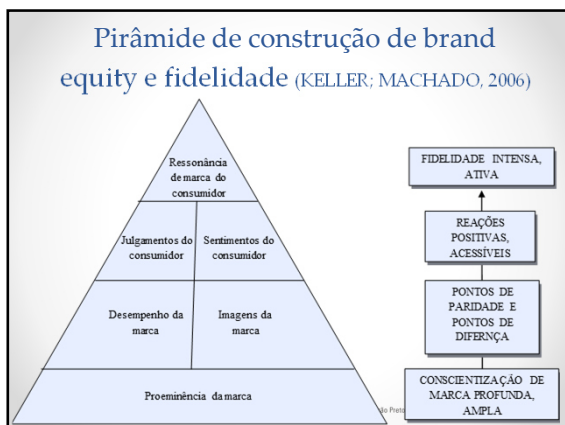 Pirâmide de construção de brand
equity e fidelidade (KELLER; MACHADO, 2006)
Ressonância
de marca do
consumidor
Julgamentos do
consumidor
Sentimentos do
consumidor
Desempenho da
marca
Imagens da
marca
Proeminência da marca
FIDELIDADE INTENSA,
ATIVA
REAÇÕES
POSITIVAS,
ACESSÍVEIS
PONTOS DE
PARIDADE E
PONTOS DE
DIFERNÇA
CONSCIENTIZAÇÃO DE
MARCA PROFUNDA,
AMPLA